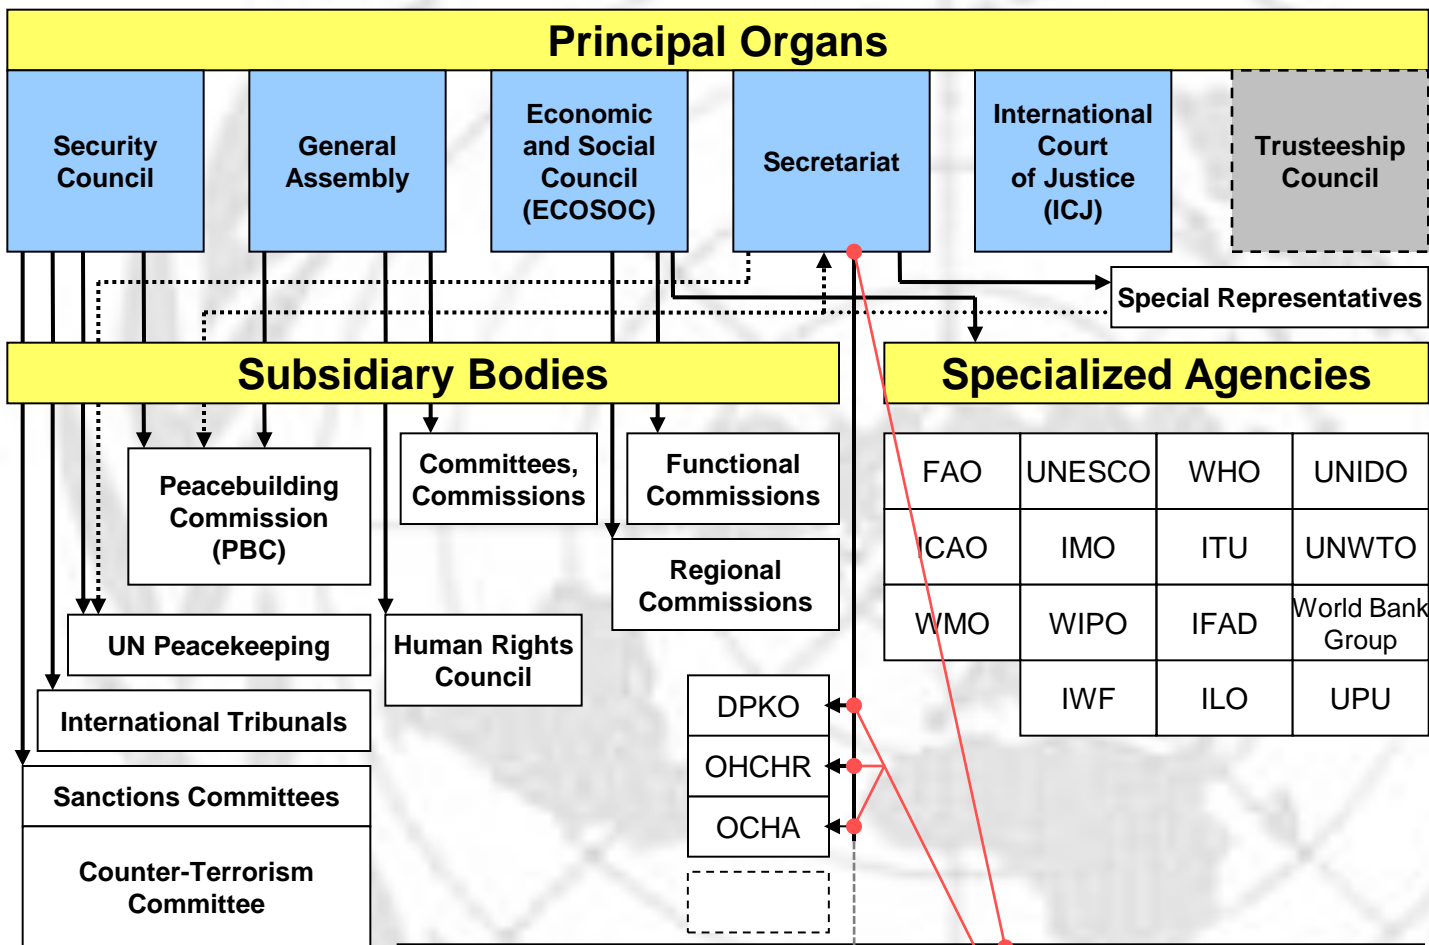 Principal Organs
Security
Council
General
Assembly
Economic
and Social
Council
(ECOSOC)
Secretariat
International
Court
of Justice
(ICJ)
Trusteeship
Council
Special Representatives
Subsidiary Bodies
Specialized Agencies
Peacebuilding
Commission
(PBC)
Committees,
Commissions
Functional
Commissions
Regional
Commissions
UN Peacekeeping
Human Rights
Council
International Tribunals
Sanctions Committees
Counter-Terrorism
Committee
DPKO
OHCHR
OCHA
FAO UNESCO WHO UNIDO
ICAO IMO ITU UNWTO
WMO WIPO IFAD World Bank
Group
IWF ILO UPU